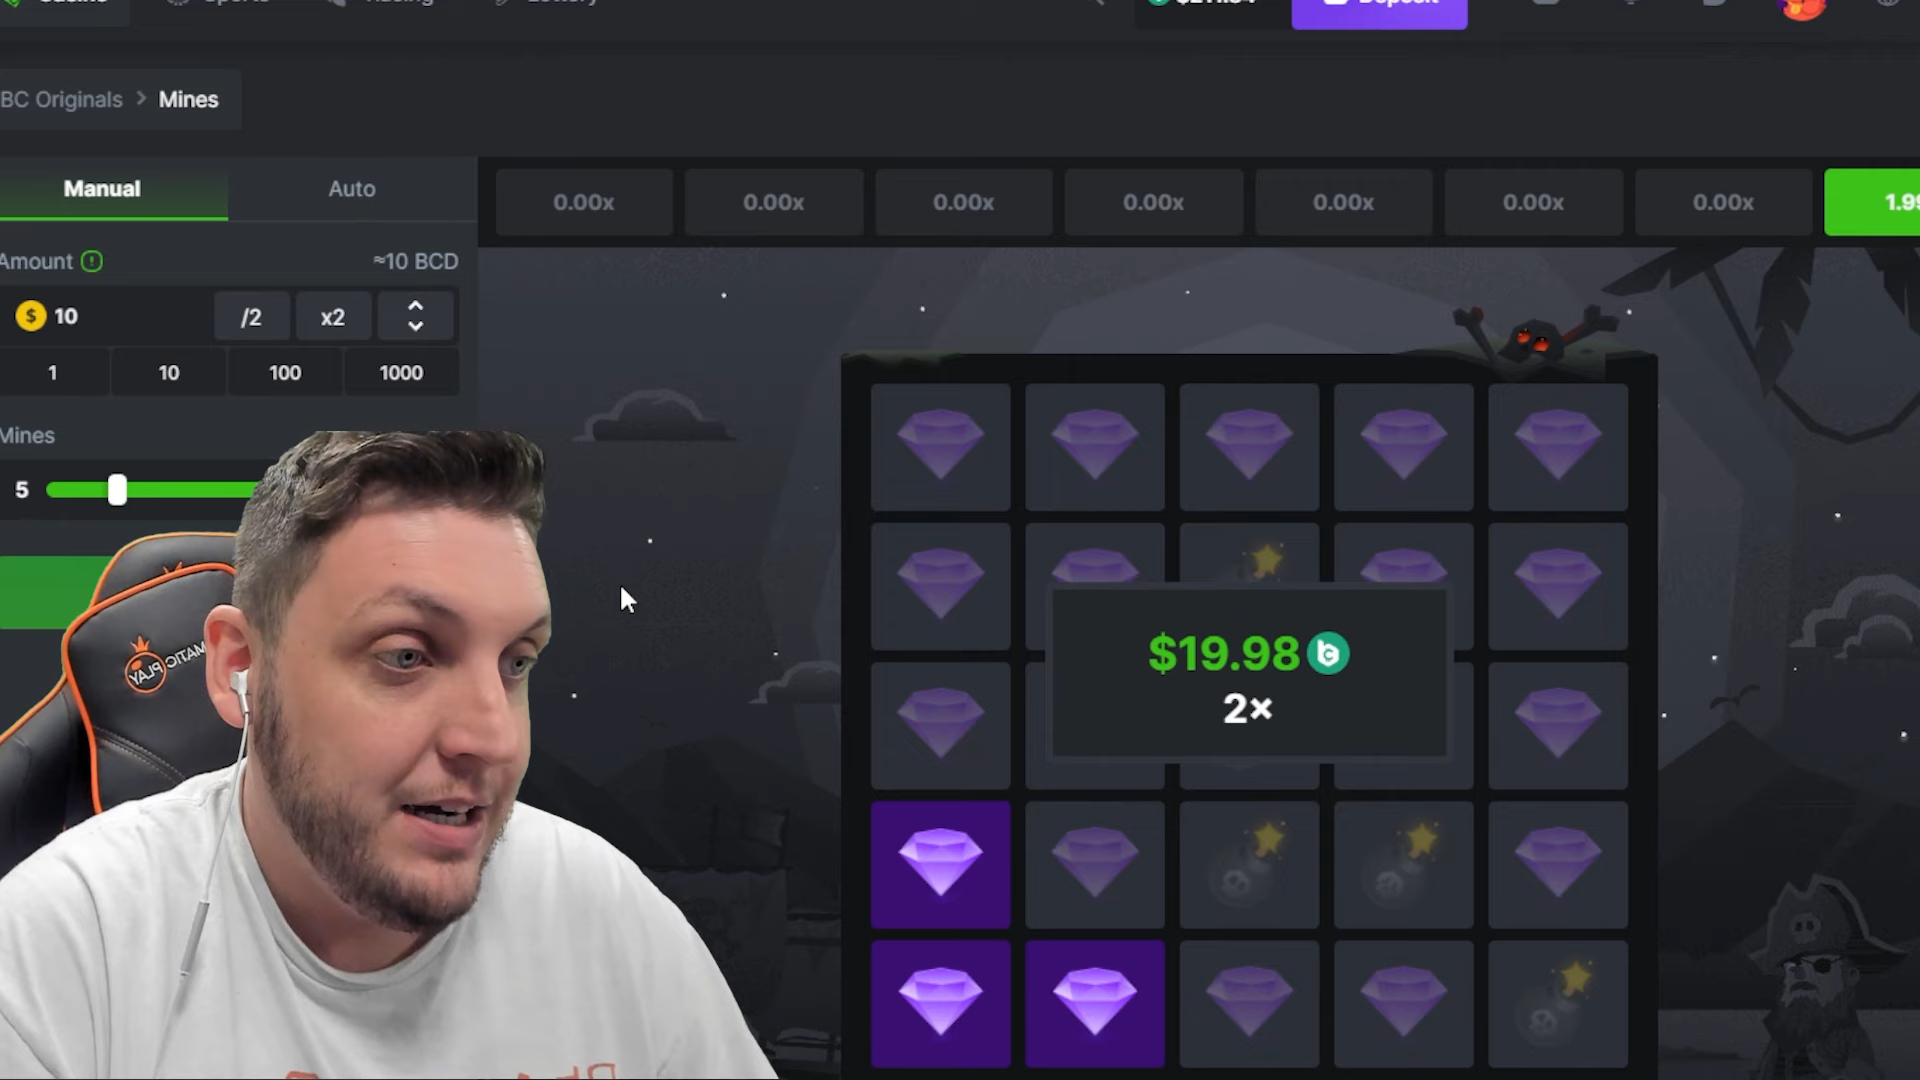 BC Originals > Mines
Manual
Auto
0.00x
0.00x
0.00x
0.00x
0.00x
0.00x
0.00x
Amount
≈10 BCD
10
/2
x2
1
10
100
1000
Mines
5
$19.98
2×